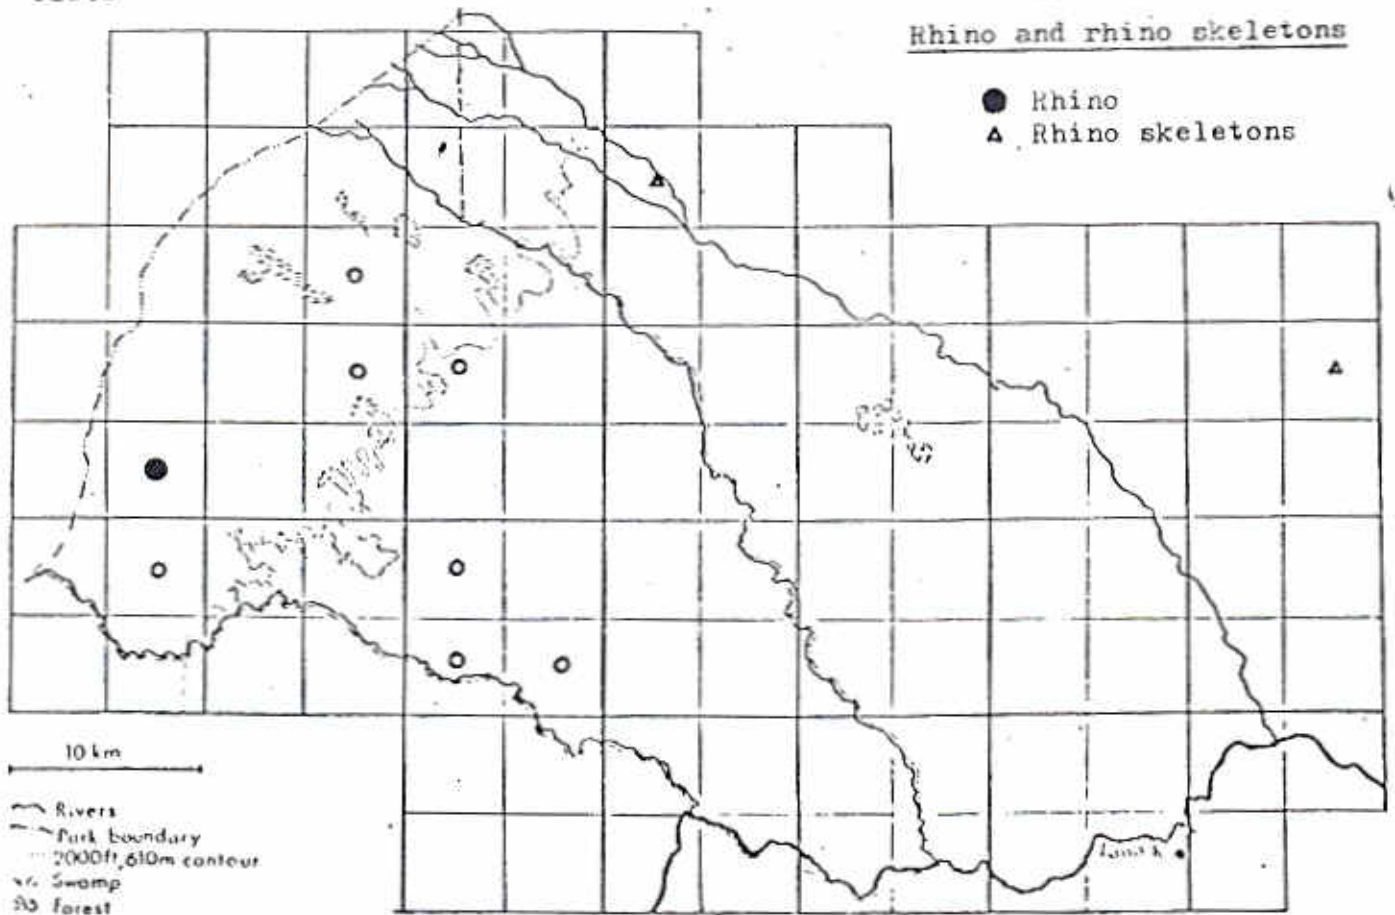 Rhino and rhino skeletons
Rhino
Rhino skeletons
10 km
Rivers
Park boundary
2000ft, 610m contour
Swamp
Forest